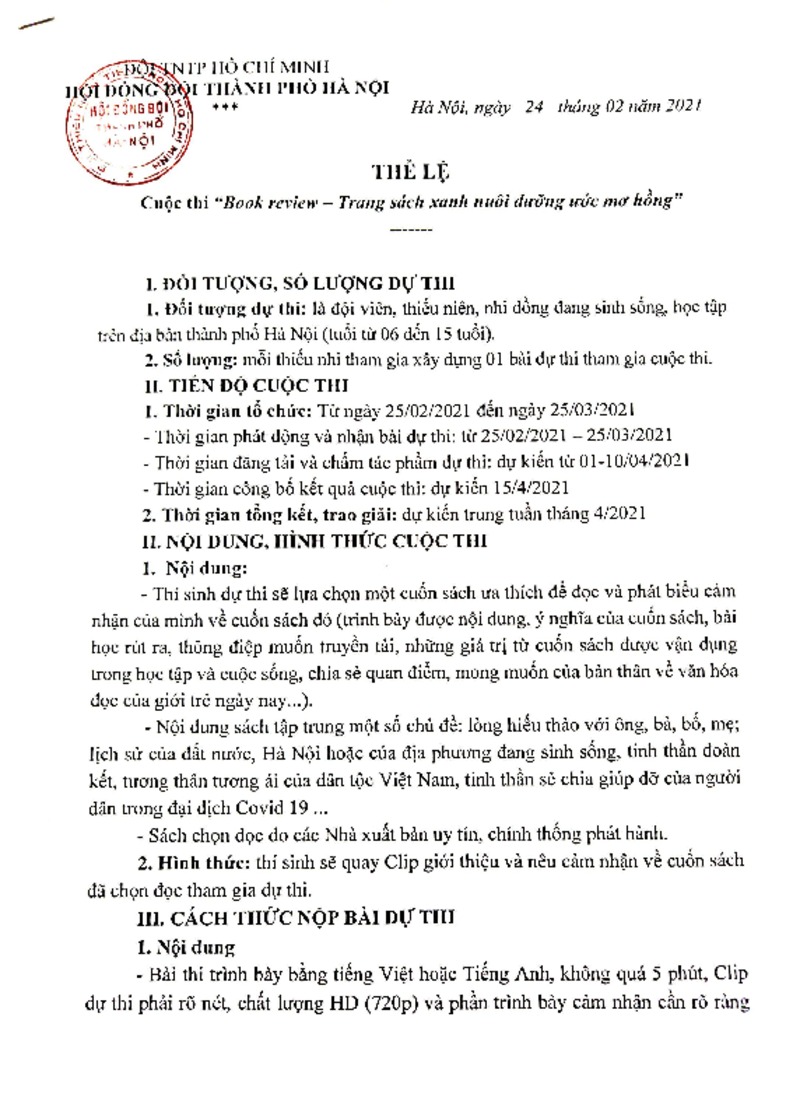 ĐỘI TNTP HỒ CHÍ MINH
HỘI ĐỒNG ĐỘI THÀNH PHỐ HÀ NỘI
***
HỘI ĐỒNG ĐỘI
THÀNH PHỐ
HÀ NỘI
Hà Nội, ngày 24 tháng 02 năm 2021
THỂ LỆ
Cuộc thi “Book review – Trang sách xanh nuôi dưỡng ước mơ hồng”
-------
I. ĐỐI TƯỢNG, SỐ LƯỢNG DỰ THI
1. Đối tượng dự thi: là đội viên, thiếu niên, nhi đồng đang sinh sống, học tập
trên địa bàn thành phố Hà Nội (tuổi từ 06 đến 15 tuổi).
2. Số lượng: mỗi thiếu nhi tham gia xây dựng 01 bài dự thi tham gia cuộc thi.
II. TIẾN ĐỘ CUỘC THI
1. Thời gian tổ chức: Từ ngày 25/02/2021 đến ngày 25/03/2021
- Thời gian phát động và nhận bài dự thi: từ 25/02/2021 – 25/03/2021
- Thời gian đăng tải và chấm tác phẩm dự thi: dự kiến từ 01-10/04/2021
- Thời gian công bố kết quả cuộc thi: dự kiến 15/4/2021
2. Thời gian tổng kết, trao giải: dự kiến trung tuần tháng 4/2021
II. NỘI DUNG, HÌNH THỨC CUỘC THI
1. Nội dung:
- Thí sinh dự thi sẽ lựa chọn một cuốn sách ưa thích để đọc và phát biểu cảm
nhận của mình về cuốn sách đó (trình bày được nội dung, ý nghĩa của cuốn sách, bài
học rút ra, thông điệp muốn truyền tải, những giá trị từ cuốn sách được vận dụng
trong học tập và cuộc sống, chia sẻ quan điểm, mong muốn của bản thân về văn hóa
đọc của giới trẻ ngày nay...).
- Nội dung sách tập trung một số chủ đề: lòng hiếu thảo với ông, bà, bố, mẹ;
lịch sử của đất nước, Hà Nội hoặc của địa phương đang sinh sống, tinh thần đoàn
kết, tương thân tương ái của dân tộc Việt Nam, tinh thần sẻ chia giúp đỡ của người
dân trong đại dịch Covid 19 ...
- Sách chọn đọc do các Nhà xuất bản uy tín, chính thống phát hành.
2. Hình thức: thí sinh sẽ quay Clip giới thiệu và nêu cảm nhận về cuốn sách
đã chọn đọc tham gia dự thi.
III. CÁCH THỨC NỘP BÀI DỰ THI
1. Nội dung
- Bài thi trình bày bằng tiếng Việt hoặc Tiếng Anh, không quá 5 phút, Clip
dự thi phải rõ nét, chất lượng HD (720p) và phần trình bày cảm nhận cần rõ ràng